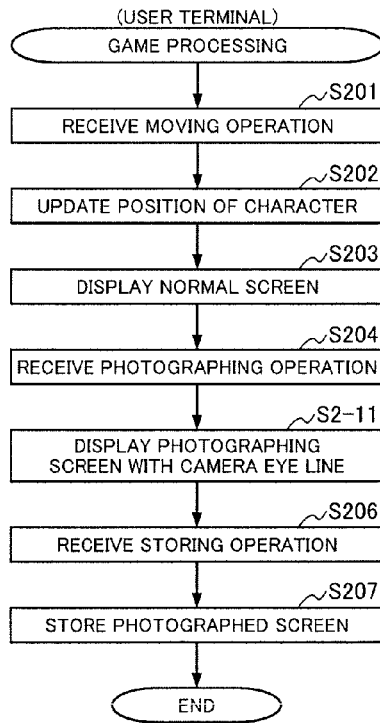 (USER TERMINAL)
GAME PROCESSING
S201
RECEIVE MOVING OPERATION
S202
UPDATE POSITION OF CHARACTER
S203
DISPLAY NORMAL SCREEN
S204
RECEIVE PHOTOGRAPHING OPERATION
S2-11
DISPLAY PHOTOGRAPHING
SCREEN WITH CAMERA EYE LINE
S206
RECEIVE STORING OPERATION
S207
STORE PHOTOGRAPHED SCREEN
END